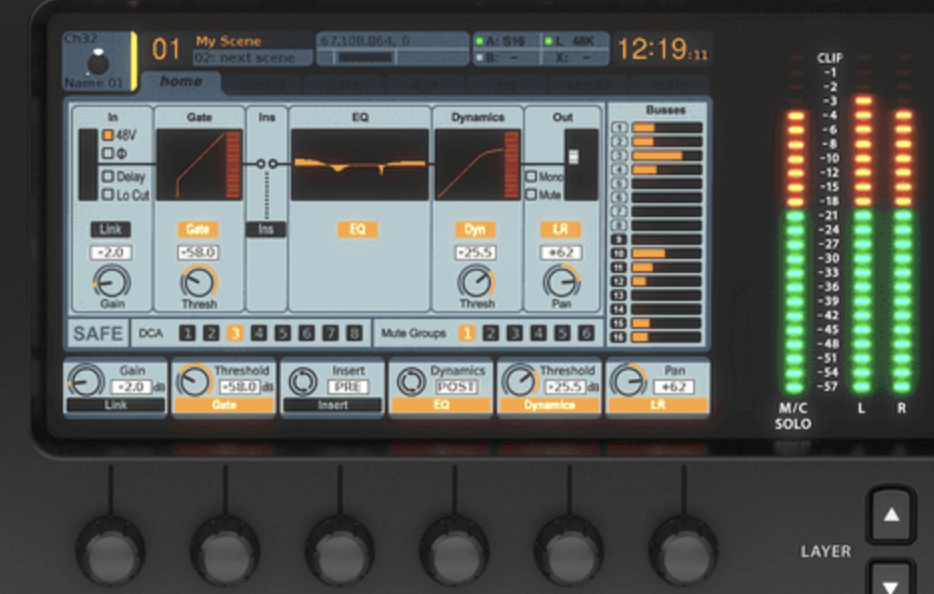 Ch32
Name 01
01
My Scene
02: next scene
67,108,864, 0
A: S16
B: -
L 48K
X: -
12:19:11
home
config
gate
dyn
eq
sends
main
In
Gate
Ins
EQ
Dynamics
Out
Busses
48V
Φ
Delay
Lo Cut
Mono
Mute
Link
Gate
Ins
EQ
Dyn
LR
-2.0
-58.0
-25.5
+62
Gain
Thresh
Thresh
Pan
1
2
3
4
5
6
7
8
9
10
11
12
13
14
15
16
SAFE
DCA
1 2 3 4 5 6 7 8
Mute Groups
1 2 3 4 5 6
Gain
-2.0 dB
Link
Threshold
-58.0 dB
Gate
Insert
PRE
Insert
Dynamics
POST
EQ
Threshold
-25.5 dB
Dynamics
Pan
+62
LR
CLIP
-1
-2
-3
-4
-6
-8
-10
-12
-15
-18
-21
-24
-27
-30
-33
-36
-39
-42
-45
-48
-51
-54
-57
M/C
SOLO
L
R
LAYER